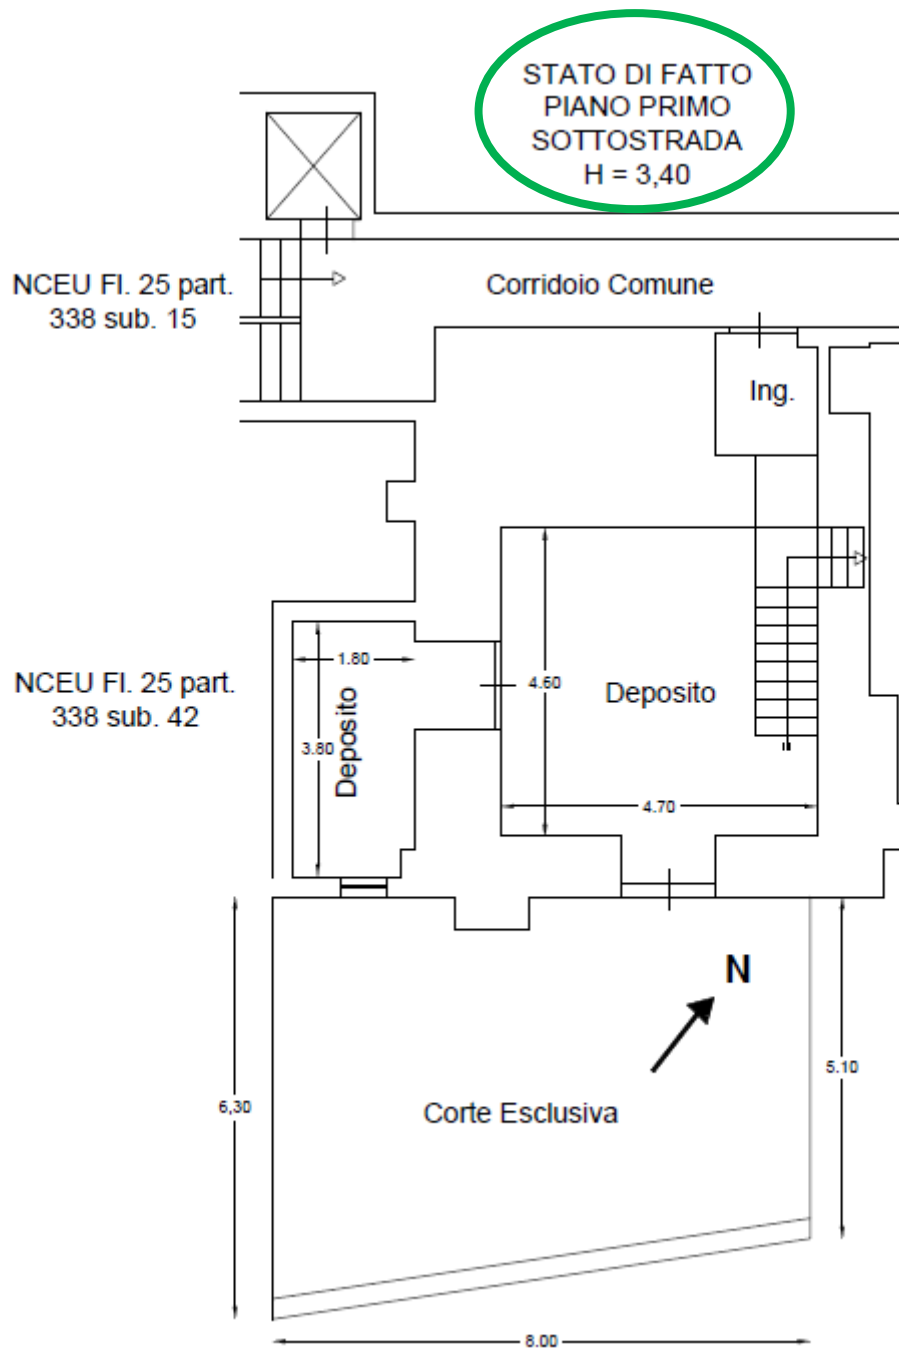 STATO DI FATTO
PIANO PRIMO
SOTTOSTRADA
H = 3,40
NCEU Fl. 25 part.
338 sub. 15
Corridoio Comune
Ing.
NCEU Fl. 25 part.
338 sub. 42
1.80
3.80
Deposito
4.60
Deposito
4.70
N
6,30
5.10
Corte Esclusiva
8.00